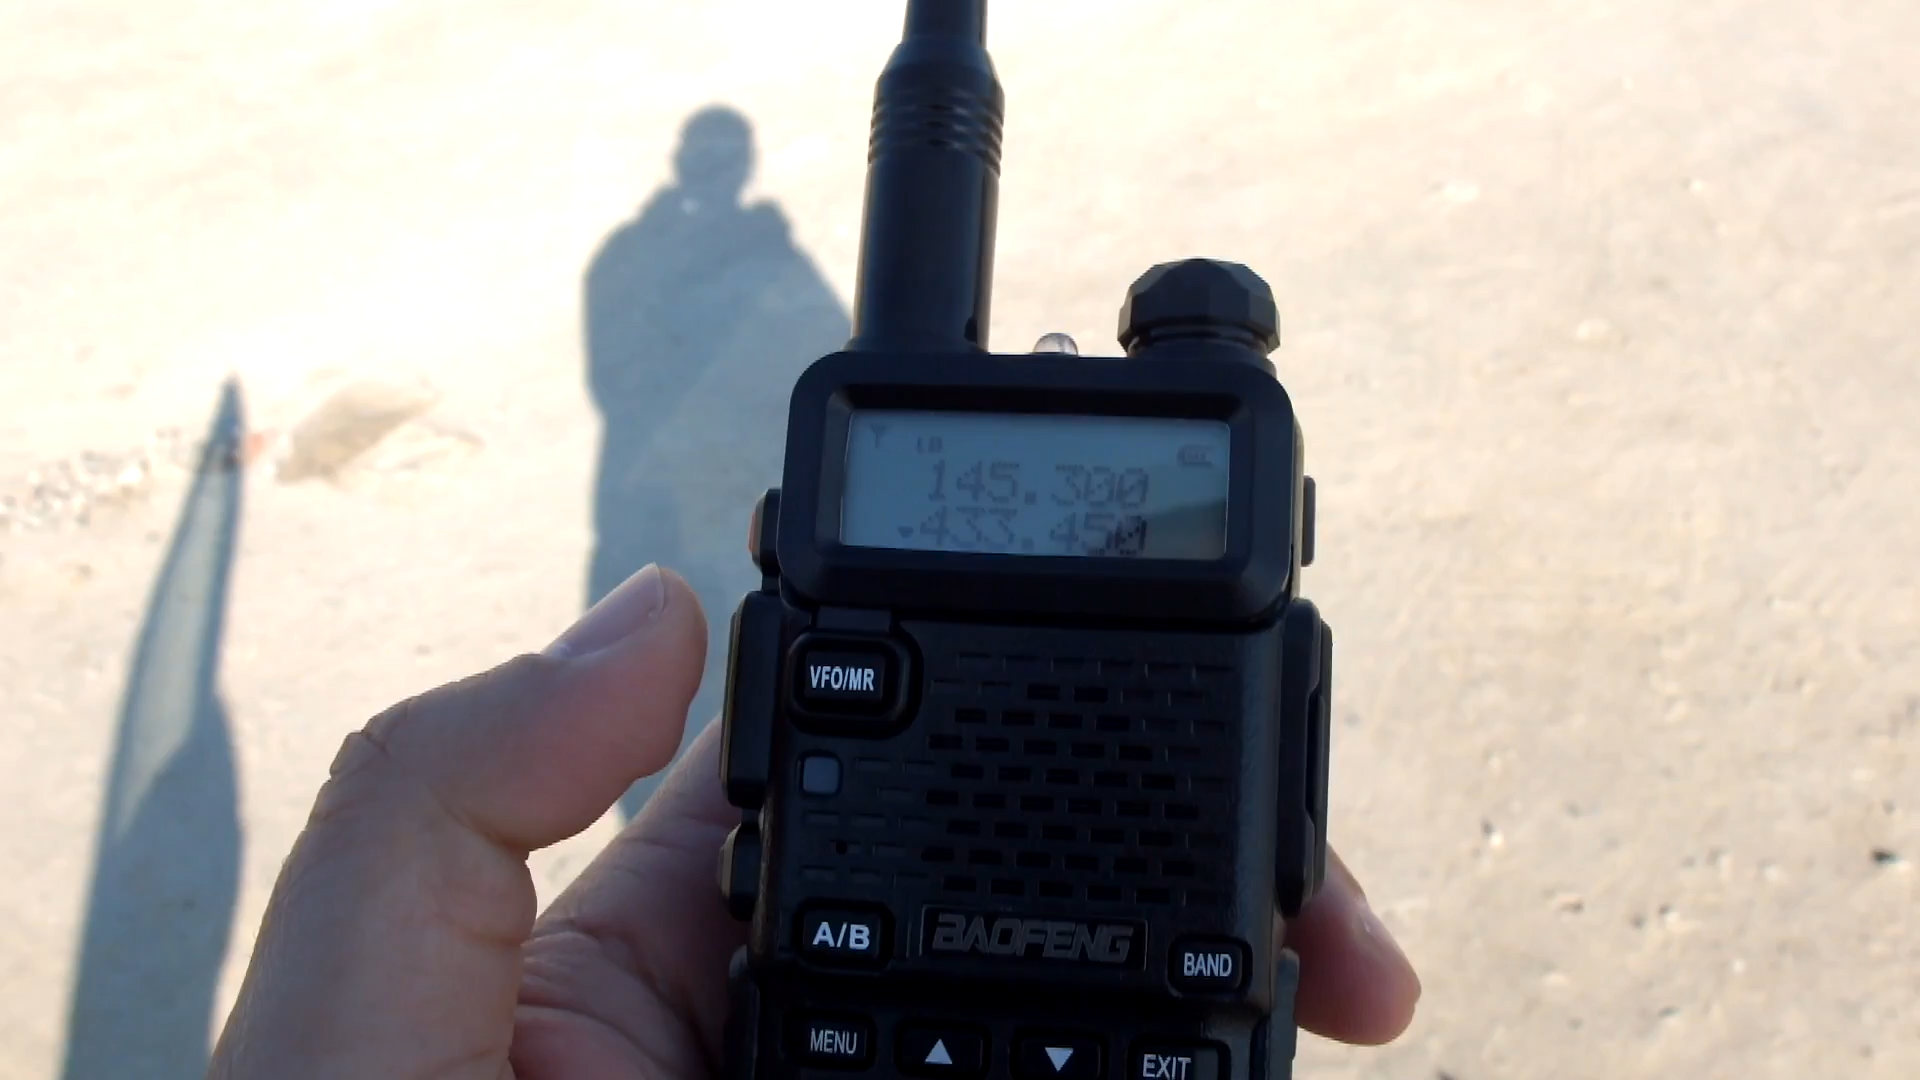 145.300
433.450
VFO/MR
A/B
BAOFENG
BAND
MENU
EXIT